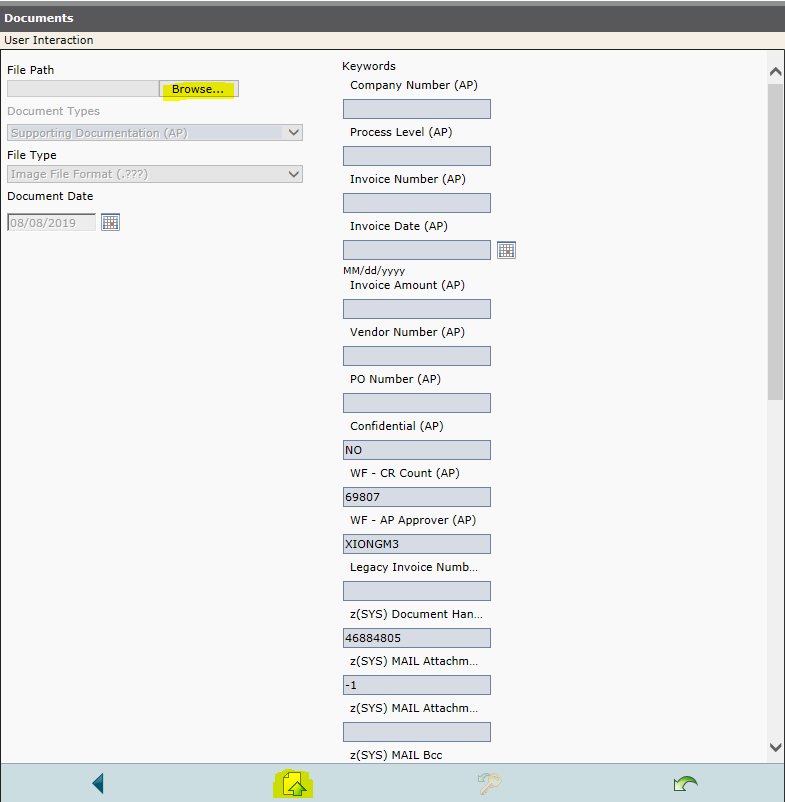 Documents
User Interaction
File Path
Browse...
Document Types
Supporting Documentation (AP)
File Type
Image File Format (.???)
Document Date
08/08/2019
Keywords
Company Number (AP)
Process Level (AP)
Invoice Number (AP)
Invoice Date (AP)
MM/dd/yyyy
Invoice Amount (AP)
Vendor Number (AP)
PO Number (AP)
Confidential (AP)
NO
WF - CR Count (AP)
69807
WF - AP Approver (AP)
XIONGM3
Legacy Invoice Numb...
z(SYS) Document Han...
46884805
z(SYS) MAIL Attachm...
-1
z(SYS) MAIL Attachm...
z(SYS) MAIL Bcc